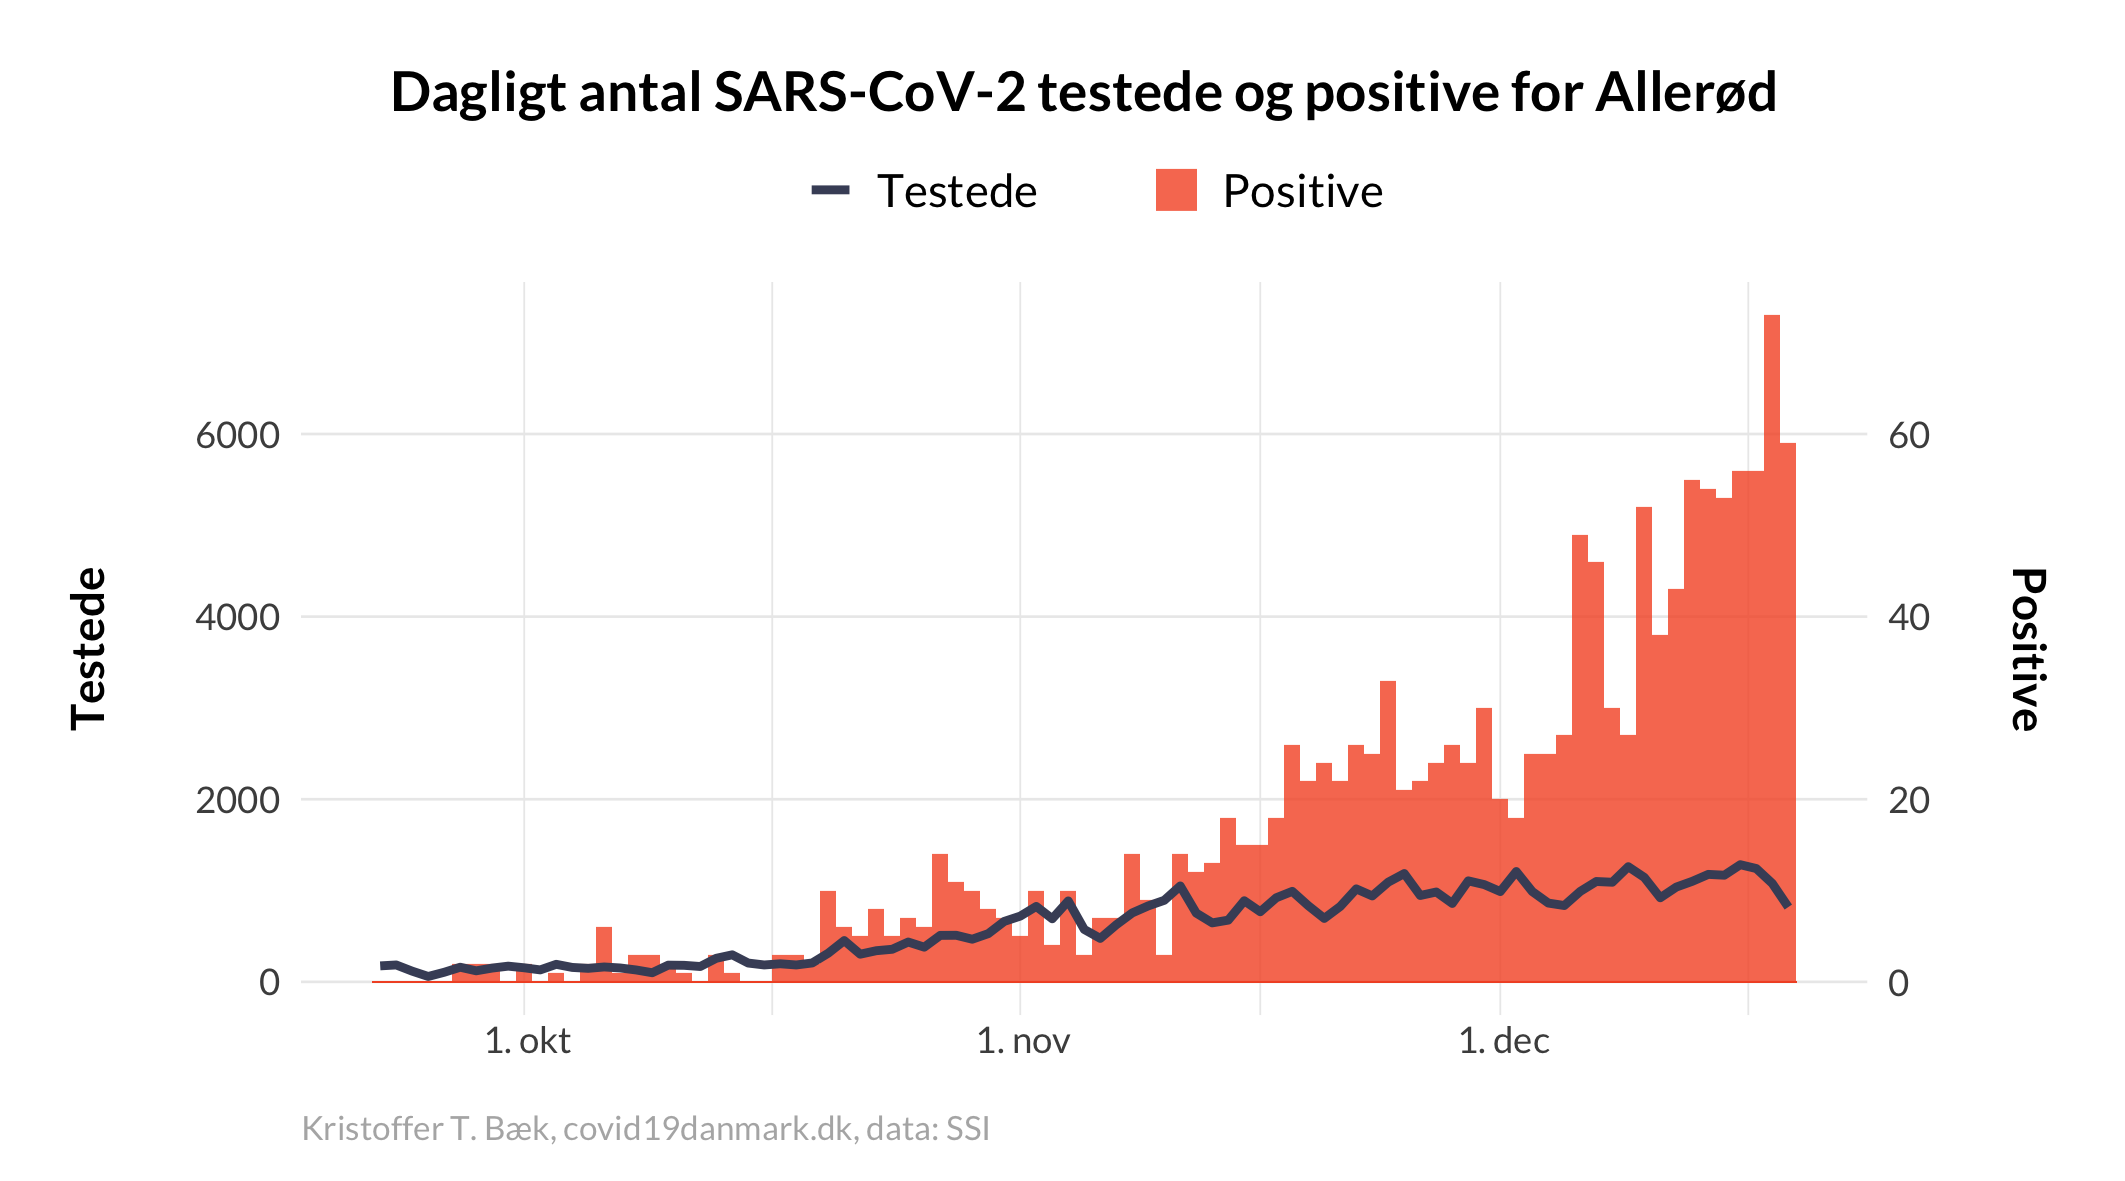 Dagligt antal SARS-CoV-2 testede og positive for Allerød
Testede
Positive
6000
4000
2000
0
Testede
60
40
20
0
Positive
1. okt
1. nov
1. dec
Kristoffer T. Bæk, covid19danmark.dk, data: SSI